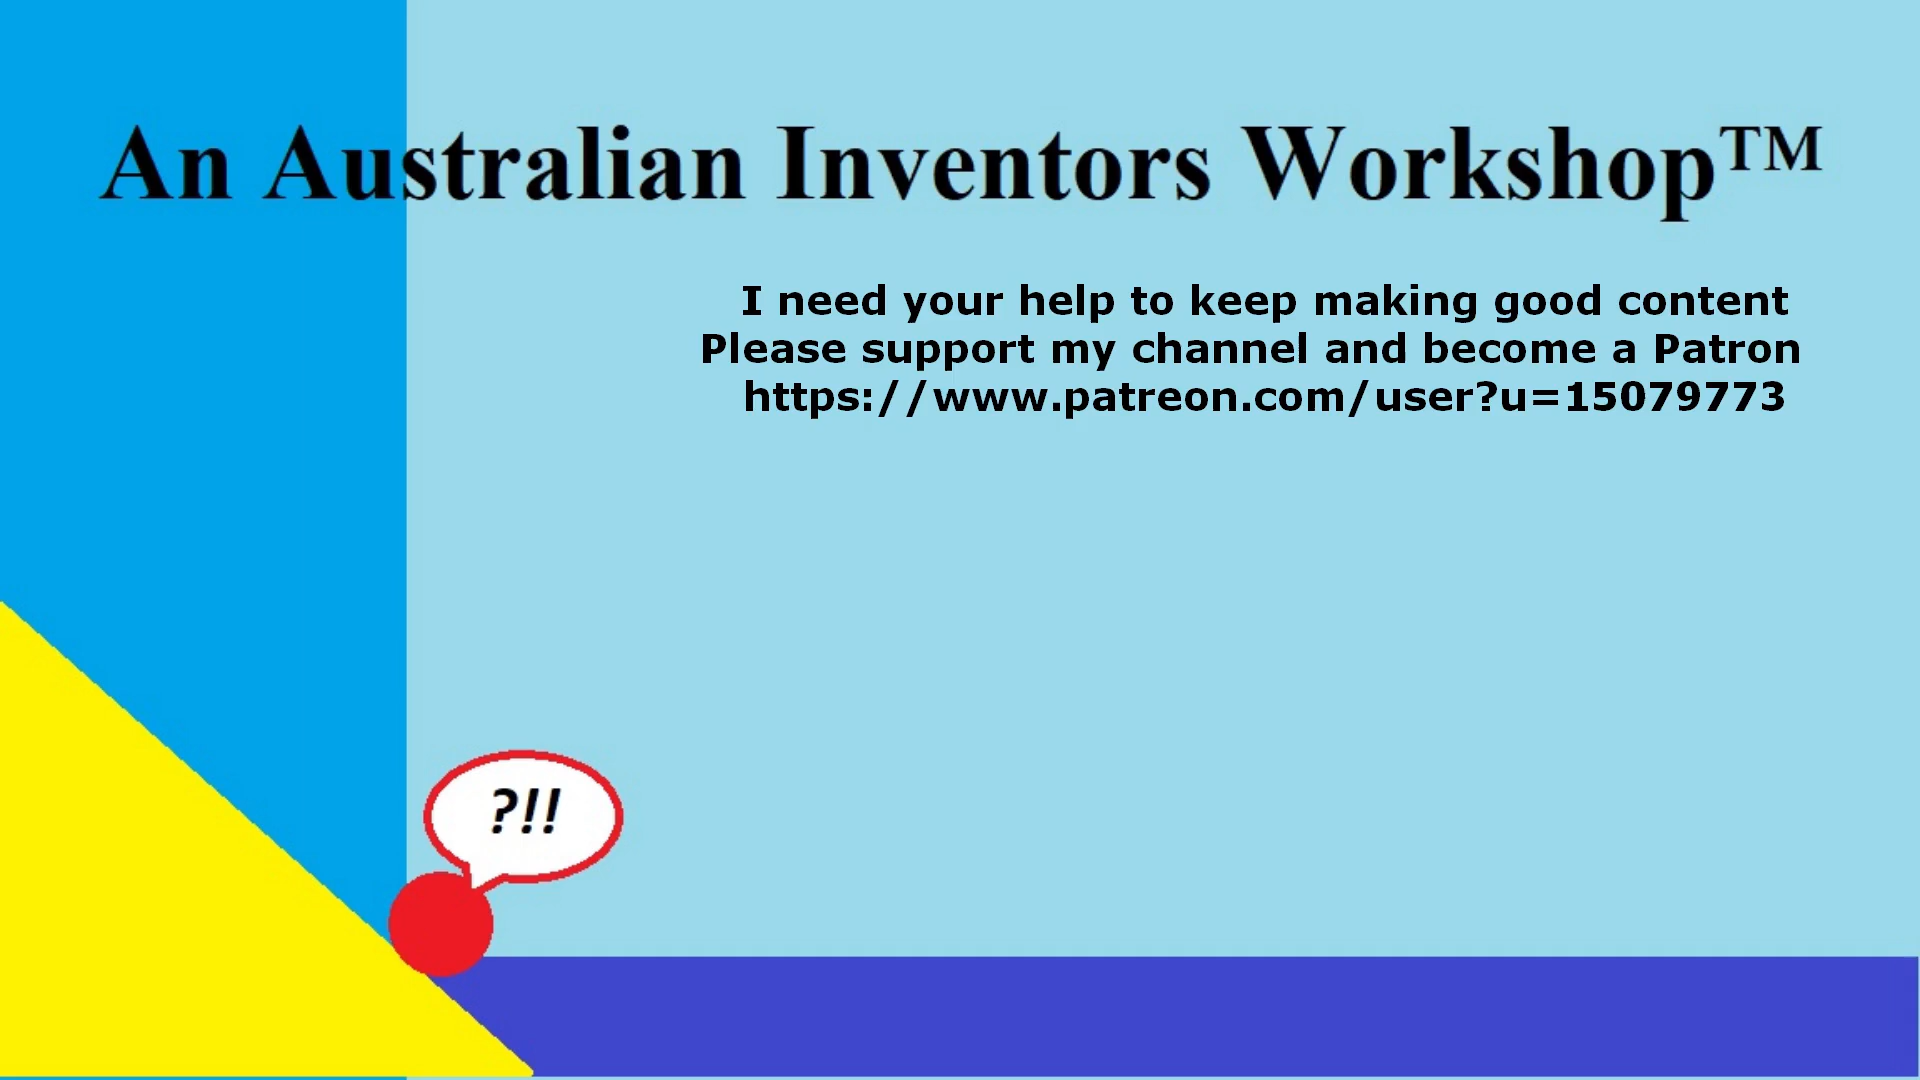 An Australian Inventors Workshop™
I need your help to keep making good content
Please support my channel and become a Patron
https://www.patreon.com/user?u=15079773
?!!